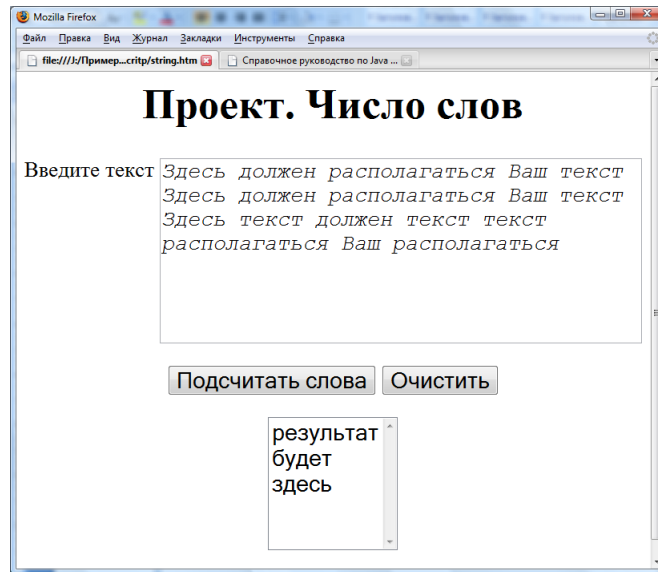 Mozilla Firefox
Файл Правка Вид Журнал Закладки Инструменты Справка
file:///J:/Пример...critp/string.htm Справочное руководство по Java ...
Проект. Число слов
Введите текст
Здесь должен располагаться Ваш текст
Здесь должен располагаться Ваш текст
Здесь текст должен текст текст
располагаться Ваш располагаться
Подсчитать слова Очистить
результат
будет
здесь